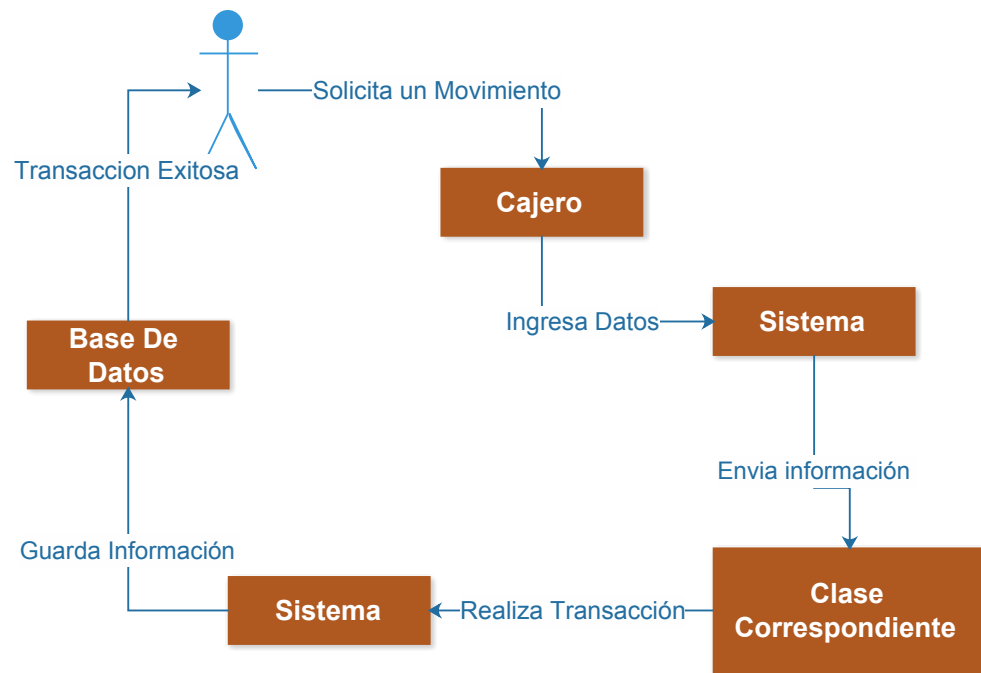 Solicita un Movimiento
Transaccion Exitosa
Cajero
Ingresa Datos
Sistema
Base De
Datos
Envia información
Guarda Información
Sistema
Realiza Transacción
Clase
Correspondiente